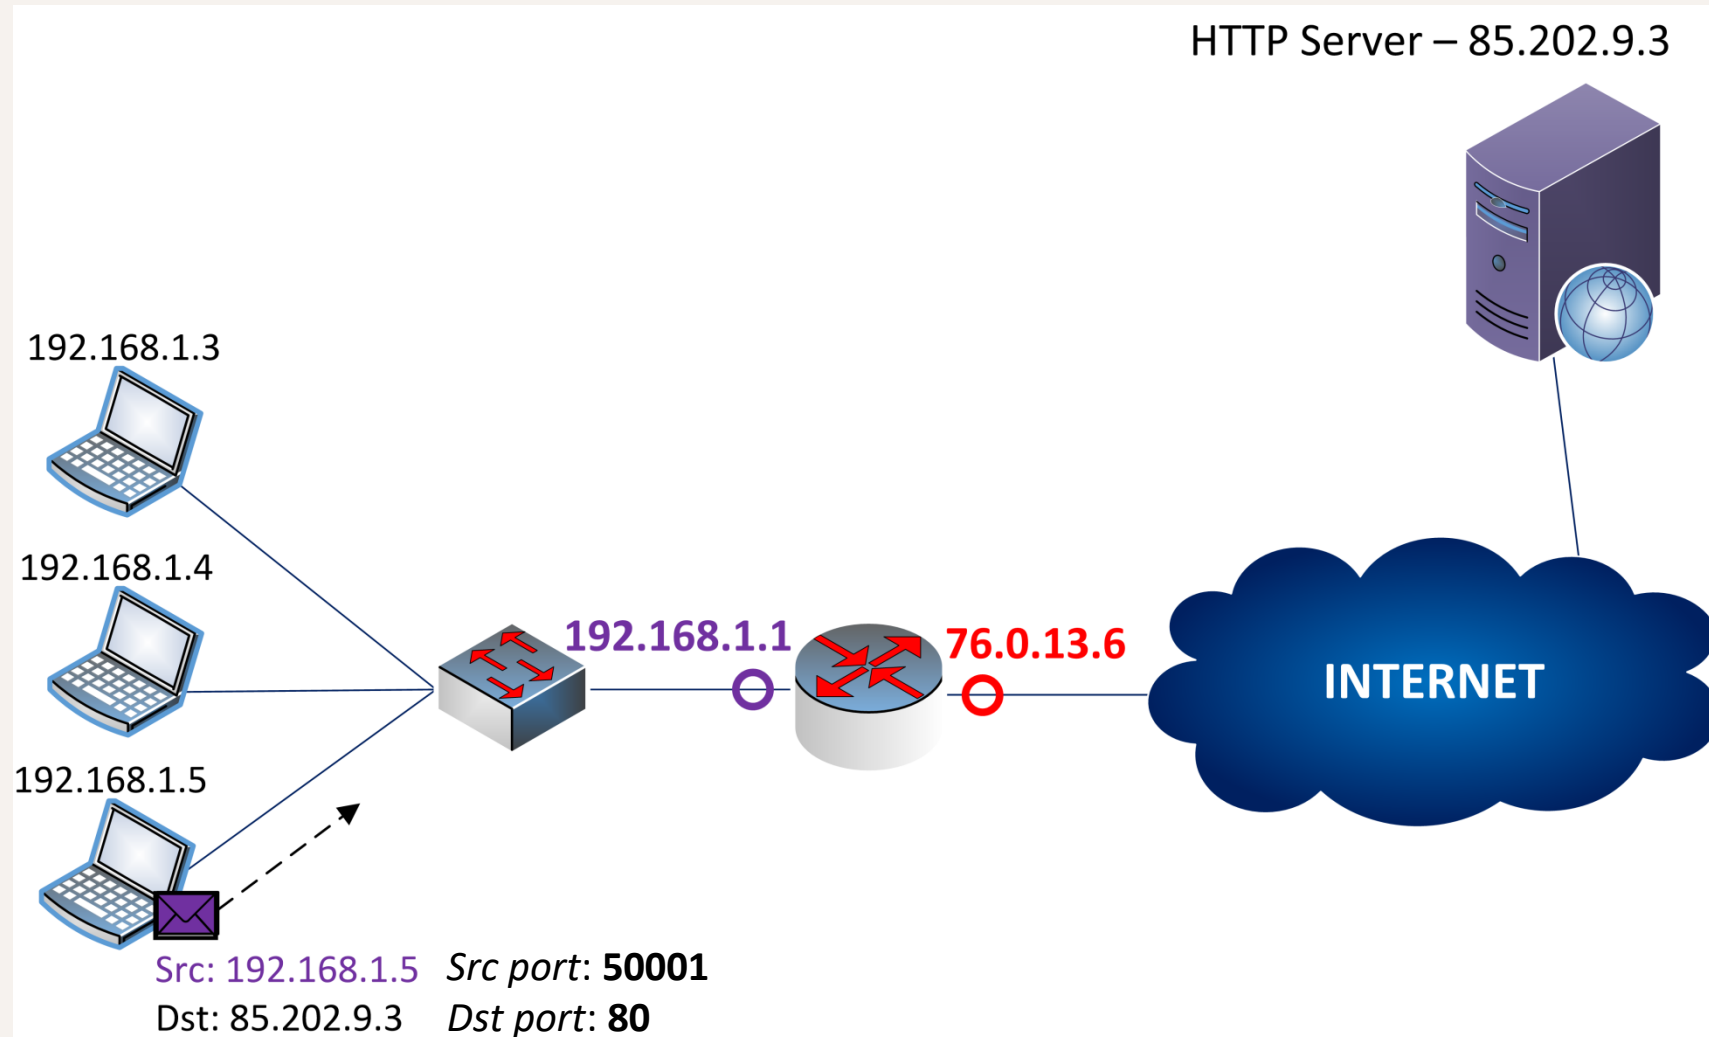 HTTP Server – 85.202.9.3
192.168.1.3
192.168.1.4
192.168.1.1
76.0.13.6
INTERNET
192.168.1.5
Src: 192.168.1.5 Src port: 50001
Dst: 85.202.9.3 Dst port: 80